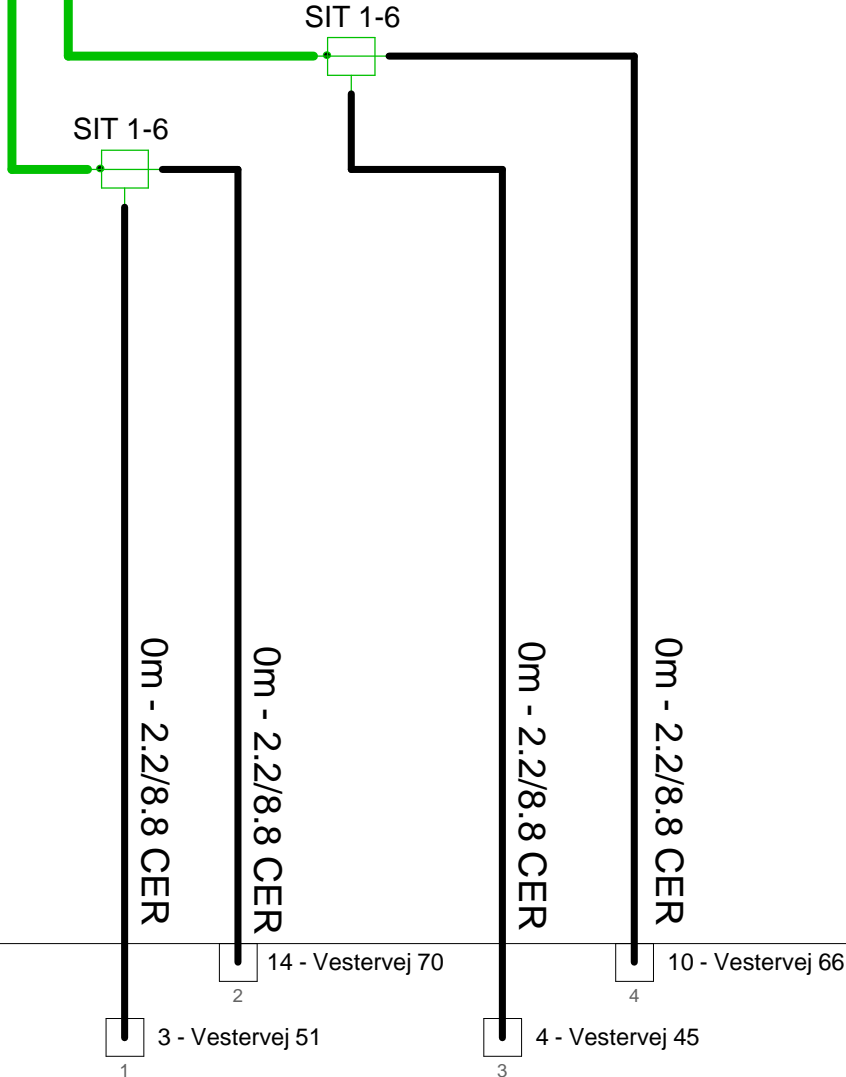 SIT 1-6
SIT 1-6
0m - 2.2/8.8 CER
0m - 2.2/8.8 CER
0m - 2.2/8.8 CER
0m - 2.2/8.8 CER
14 - Vestervej 70
2
10 - Vestervej 66
4
3 - Vestervej 51
1
4 - Vestervej 45
3